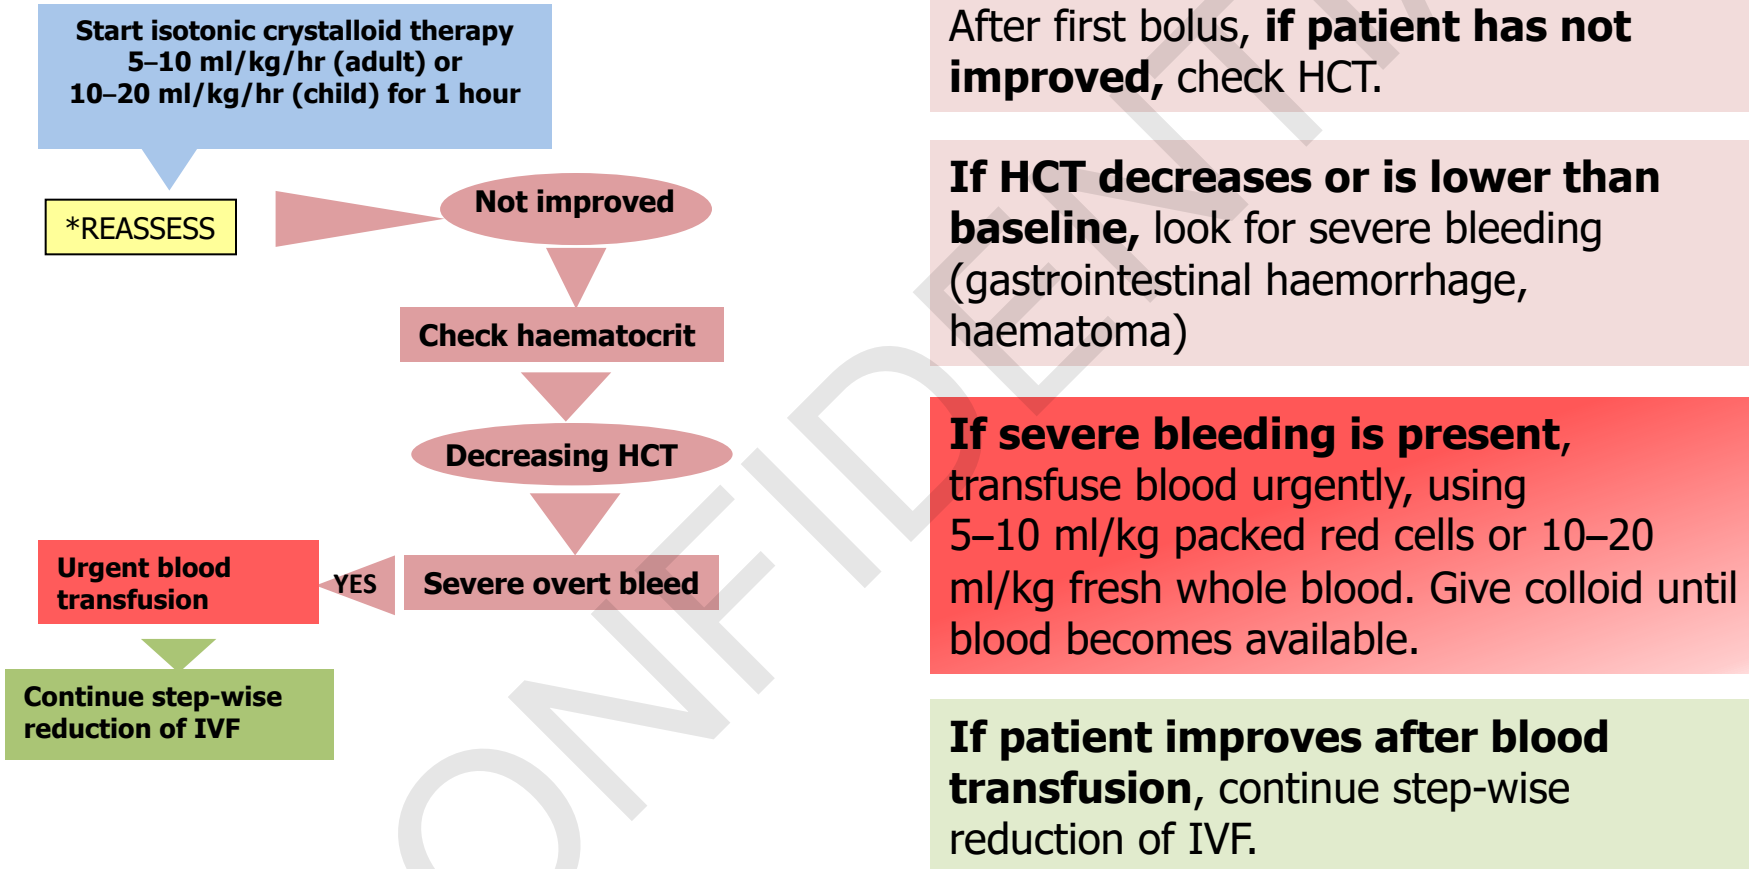 Start isotonic crystalloid therapy
5–10 ml/kg/hr (adult) or
10–20 ml/kg/hr (child) for 1 hour
*REASSESS
Not improved
Check haematocrit
Decreasing HCT
Severe overt bleed
YES
Urgent blood
transfusion
Continue step-wise
reduction of IVF
After first bolus, if patient has not
improved, check HCT.
If HCT decreases or is lower than
baseline, look for severe bleeding
(gastrointestinal haemorrhage,
haematoma)
If severe bleeding is present,
transfuse blood urgently, using
5–10 ml/kg packed red cells or 10–20
ml/kg fresh whole blood. Give colloid until
blood becomes available.
If patient improves after blood
transfusion, continue step-wise
reduction of IVF.
ONFIDENT